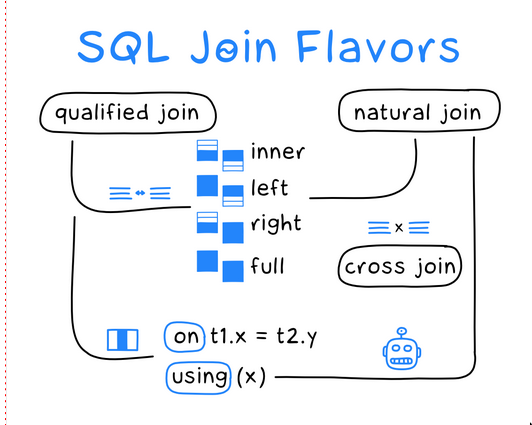 SQL Join Flavors
qualified join
natural join
inner
left
right
full
x
cross join
on t1.x = t2.y
using (x)